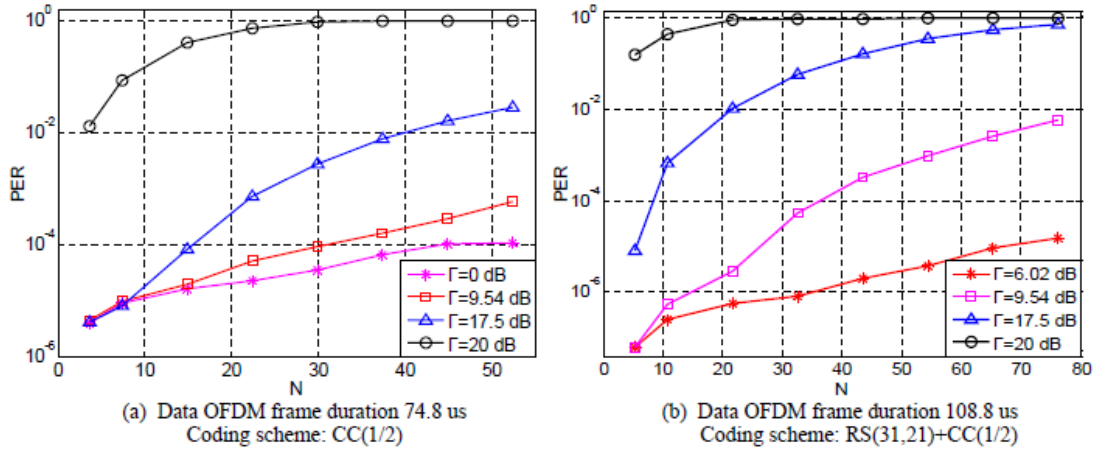 10^0
10^-2
10^-4
10^-6
PER
0 10 20 30 40 50
N
Γ=0 dB
Γ=9.54 dB
Γ=17.5 dB
Γ=20 dB
(a) Data OFDM frame duration 74.8 us
Coding scheme: CC(1/2)
10^0
10^-2
10^-4
10^-6
PER
0 10 20 30 40 50 60 70 80
N
Γ=6.02 dB
Γ=9.54 dB
Γ=17.5 dB
Γ=20 dB
(b) Data OFDM frame duration 108.8 us
Coding scheme: RS(31,21)+CC(1/2)